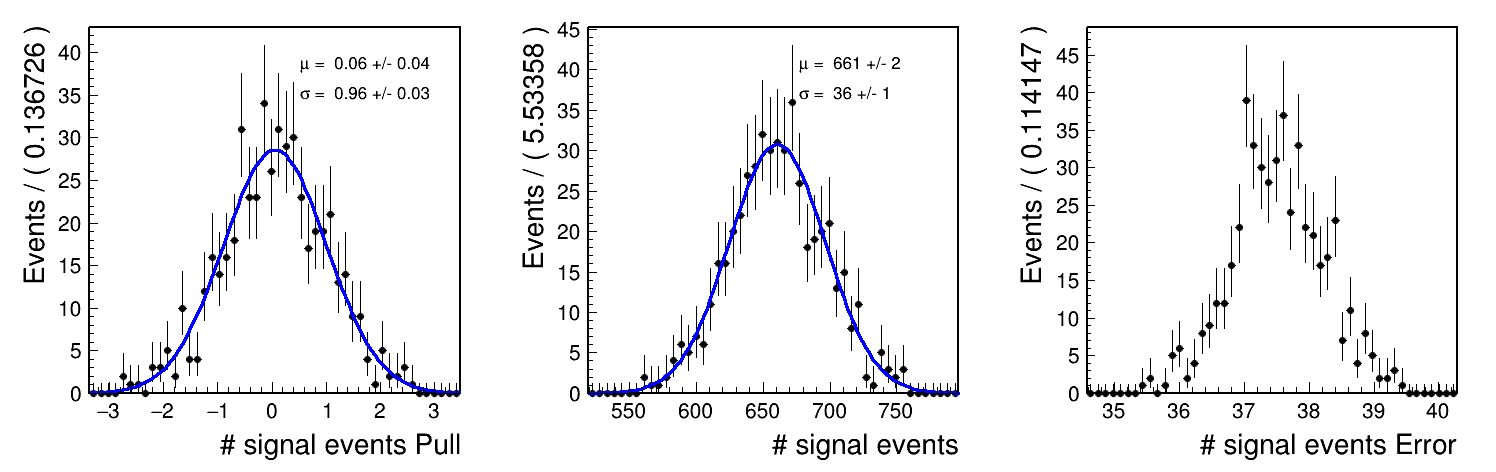 Events / ( 0.136726 )
40
35
30
25
20
15
10
5
0
μ = 0.06 +/- 0.04
σ = 0.96 +/- 0.03
−3 −2 −1 0 1 2 3
# signal events Pull
Events / ( 5.53358 )
45
40
35
30
25
20
15
10
5
0
μ = 661 +/- 2
σ = 36 +/- 1
550 600 650 700 750
# signal events
Events / ( 0.114147 )
45
40
35
30
25
20
15
10
5
0
35 36 37 38 39 40
# signal events Error